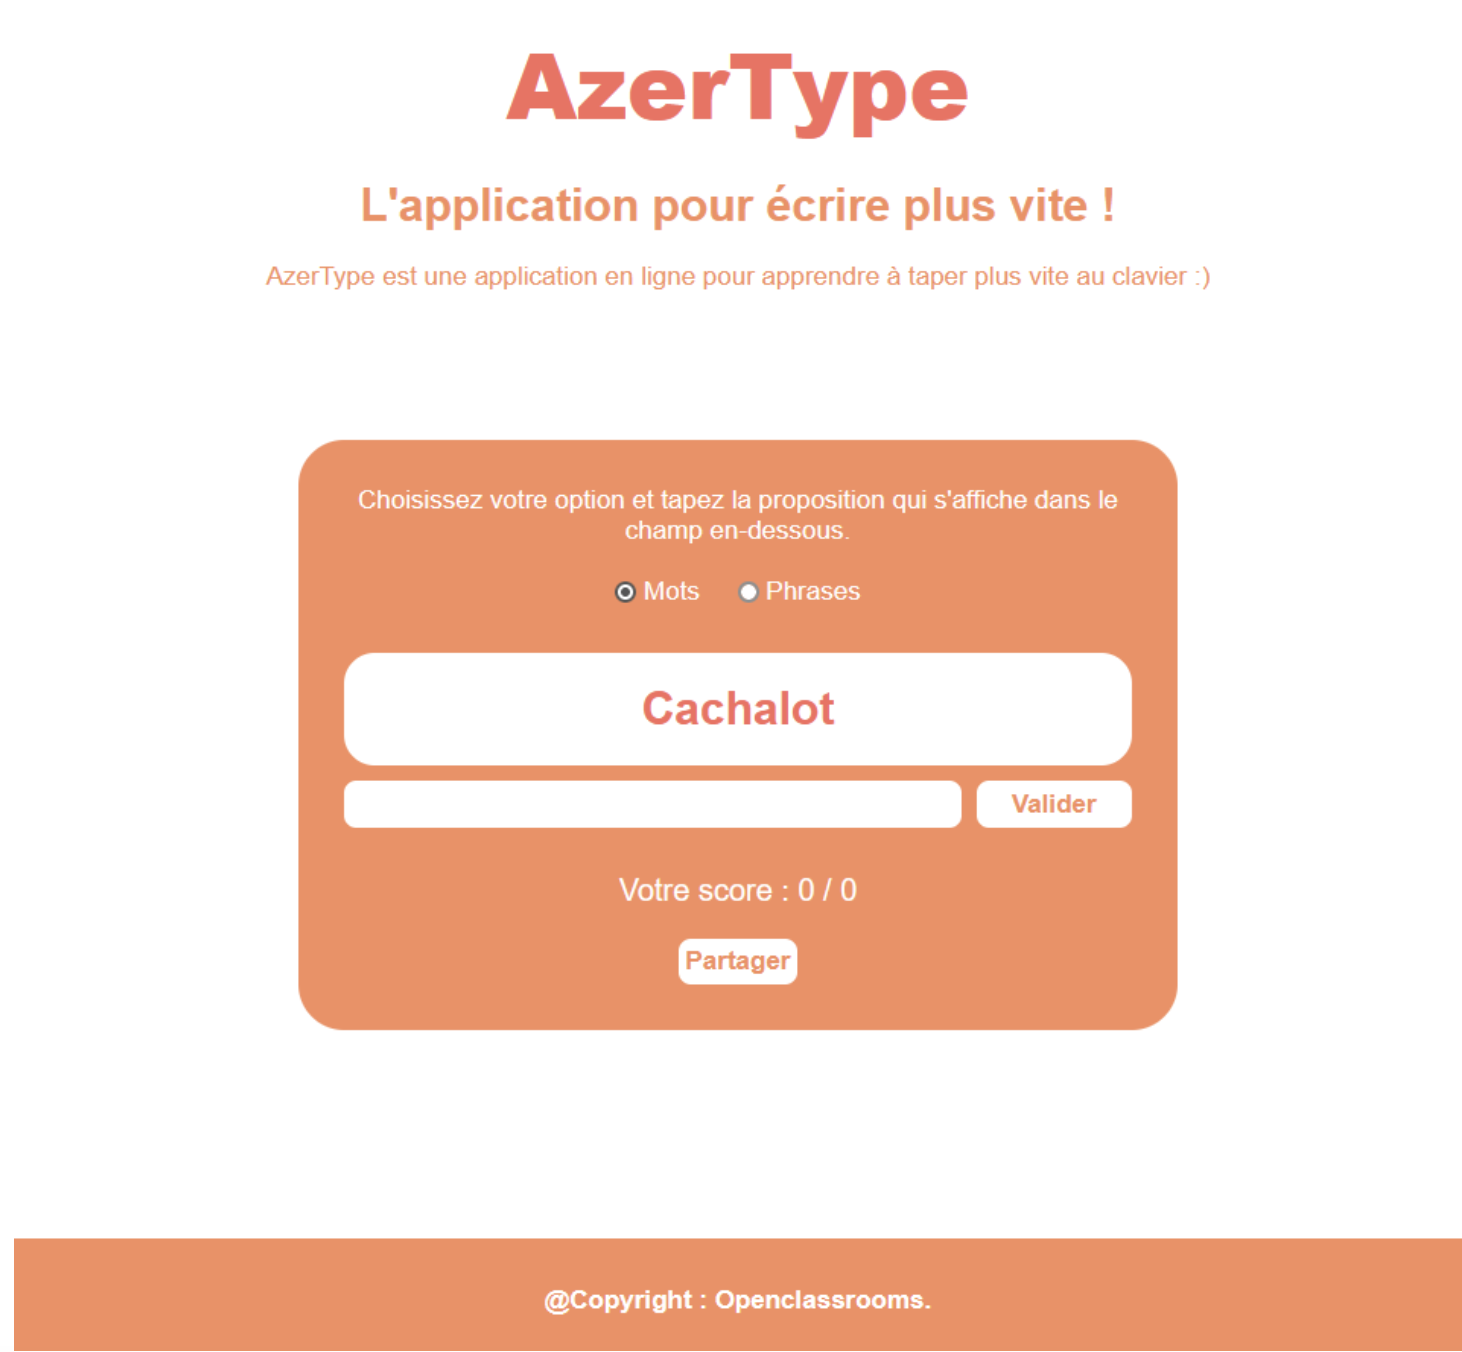 AzerType
L'application pour écrire plus vite !
AzerType est une application en ligne pour apprendre à taper plus vite au clavier :)
Choisissez votre option et tapez la proposition qui s'affiche dans le
champ en-dessous.
Mots Phrases
Cachalot
Valider
Votre score : 0 / 0
Partager
@Copyright : Openclassrooms.